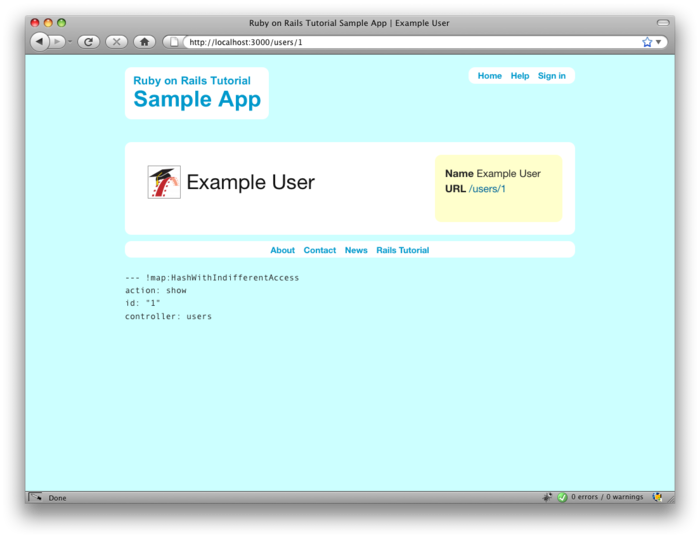 Ruby on Rails Tutorial Sample App | Example User
http://localhost:3000/users/1
Ruby on Rails Tutorial
Sample App
Home Help Sign in
Example User
Name Example User
URL /users/1
About Contact News Rails Tutorial
--- !map:HashWithIndifferentAccess
action: show
id: "1"
controller: users
Done
0 errors / 0 warnings